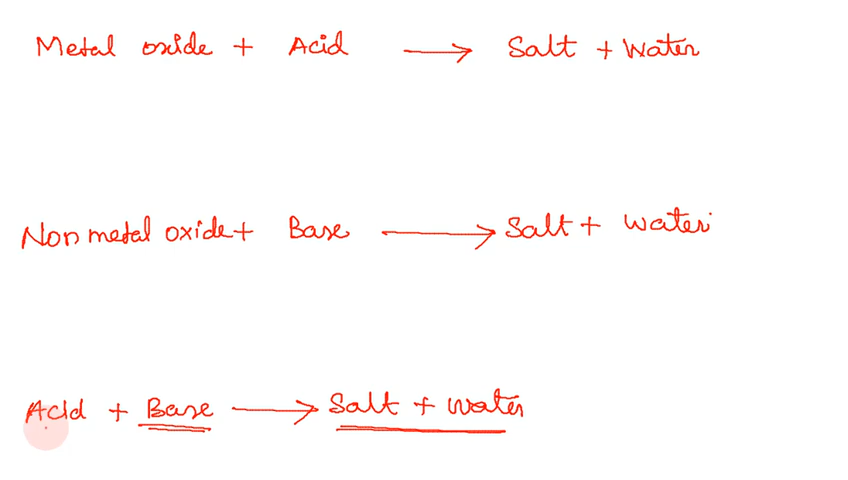 Metal oxide + Acid → Salt + Water
Non metal oxide + Base → Salt + Water
Acid + Base → Salt + Water